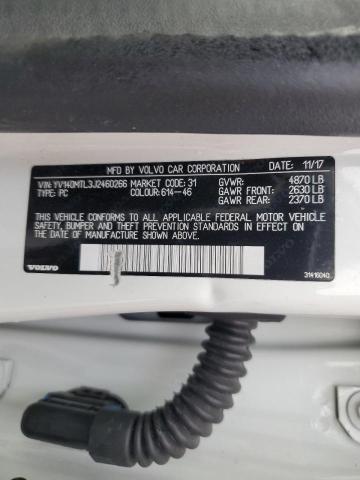 MFD. BY VOLVO CAR CORPORATION DATE: 11/17
VIN: YV140MTL3J2460266 MARKET CODE: 31 GVWR: 4870 LB
TYPE: PC COLOUR: 614-46 GAWR FRONT: 2630 LB
GAWR REAR: 2370 LB
THIS VEHICLE CONFORMS TO ALL APPLICABLE FEDERAL MOTOR VEHICLE
SAFETY, BUMPER AND THEFT PREVENTION STANDARDS IN EFFECT ON THE
DATE OF MANUFACTURE SHOWN ABOVE.
VOLVO
31416040